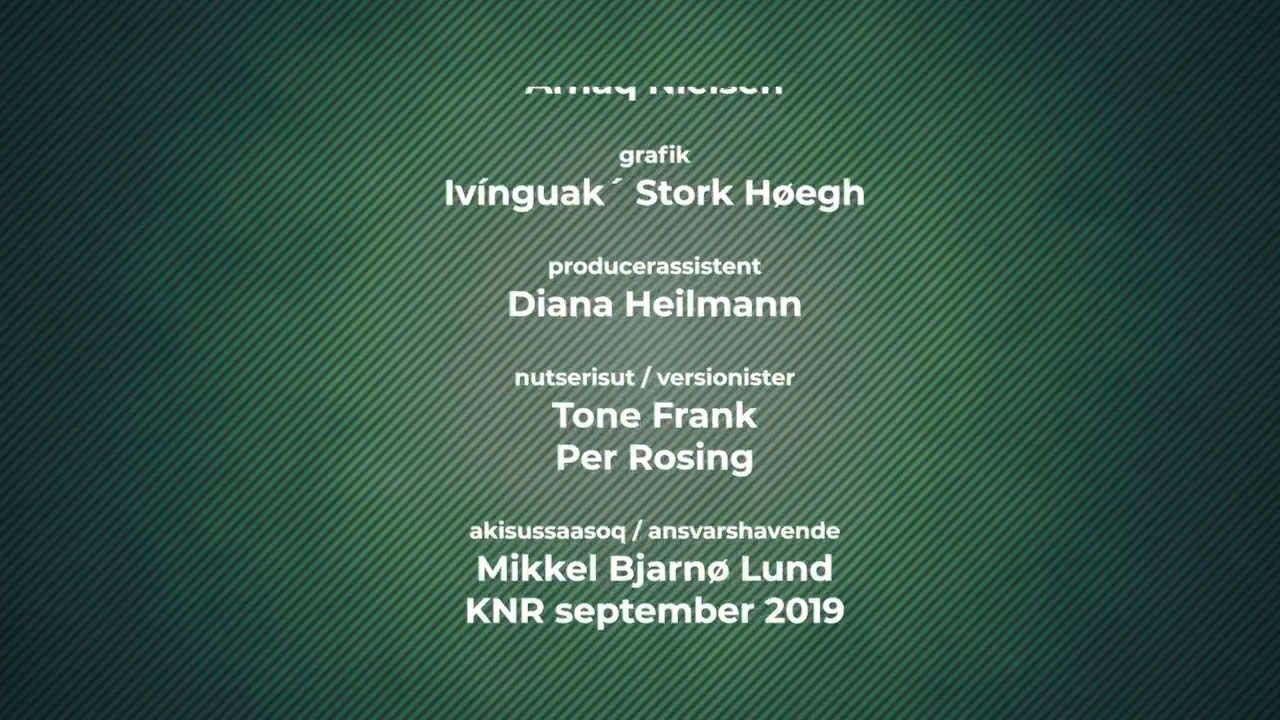 Nielsen
grafik
Ivínguak´ Stork Høegh
producerassistent
Diana Heilmann
nutserisut / versionister
Tone Frank
Per Rosing
akisussaasoq / ansvarshavende
Mikkel Bjarnø Lund
KNR september 2019